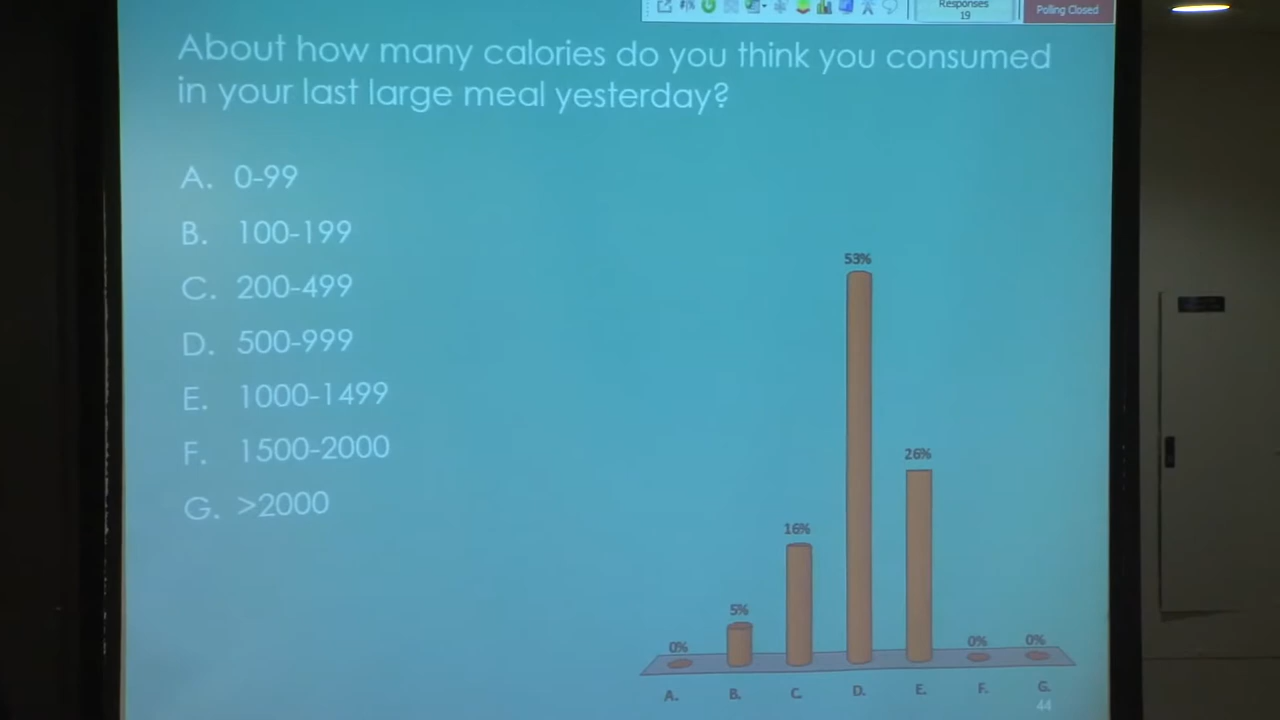 Responses
19
Polling Closed
About how many calories do you think you consumed
in your last large meal yesterday?
A. 0-99
B. 100-199
C. 200-499
D. 500-999
E. 1000-1499
F. 1500-2000
G. >2000
53%
26%
16%
5%
0%
0%
0%
A.
B.
C.
D.
E.
F.
G.
44